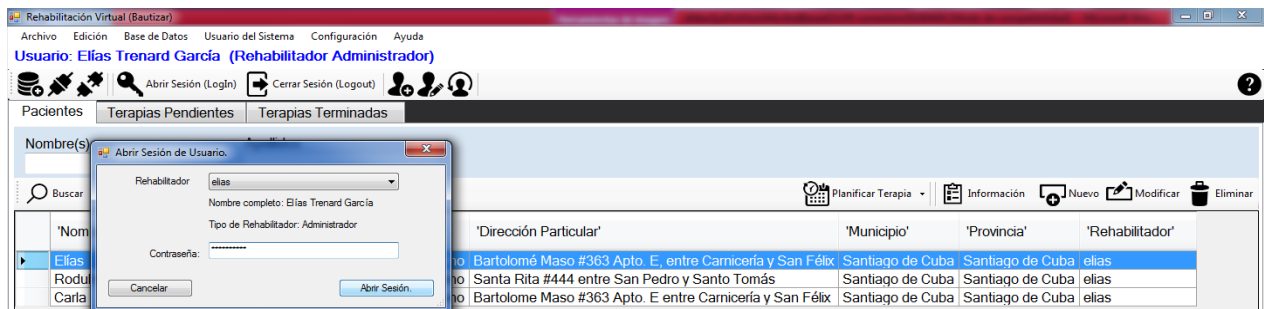 Rehabilitación Virtual (Bautizar)
Archivo Edición Base de Datos Usuario del Sistema Configuración Ayuda
Usuario: Elías Trenard García (Rehabilitador Administrador)
Abrir Sesión (LogIn) Cerrar Sesión (Logout)
Pacientes Terapias Pendientes Terapias Terminadas
Nombre(s)
Abrir Sesión de Usuario.
Rehabilitador elias
Nombre completo: Elías Trenard García
Tipo de Rehabilitador: Administrador
Contraseña: **********
Cancelar Abrir Sesión.
Buscar Planificar Terapia Información Nuevo Modificar Eliminar
'Nom 'Dirección Particular' 'Municipio' 'Provincia' 'Rehabilitador'
Elías no Bartolomé Maso #363 Apto. E, entre Carnicería y San Félix Santiago de Cuba Santiago de Cuba elias
Rodul no Santa Rita #444 entre San Pedro y Santo Tomás Santiago de Cuba Santiago de Cuba elias
Carla no Bartolome Maso #363 Apto. E entre Carnicería y San Félix Santiago de Cuba Santiago de Cuba elias